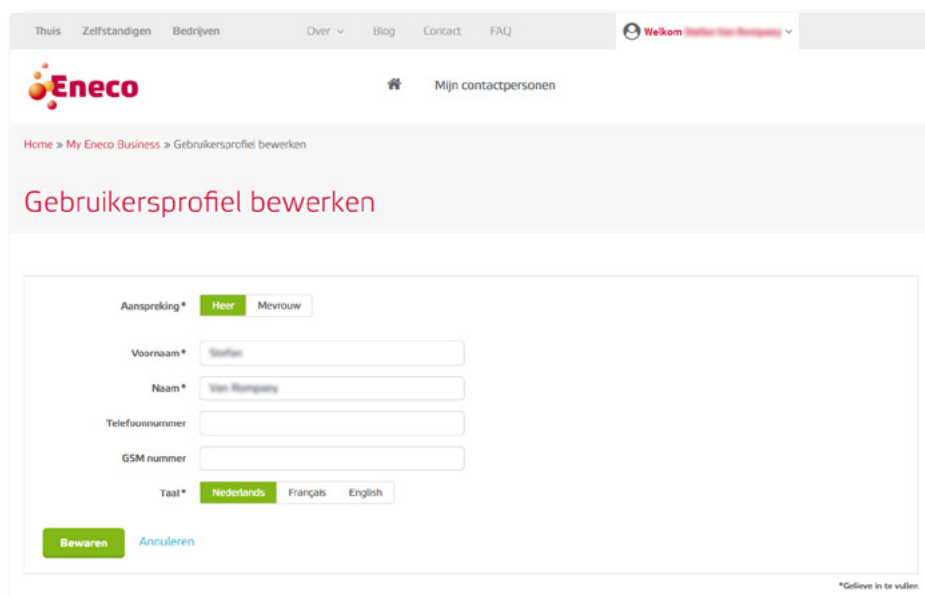 Thuis Zelfstandigen Bedrijven Over Blog Contact FAQ Welkom
Eneco Mijn contactpersonen
Home » My Eneco Business » Gebruikersprofiel bewerken
Gebruikersprofiel bewerken
Aanspreking* Heer Mevrouw
Voornaam*
Naam*
Telefoonnummer
GSM nummer
Taal* Nederlands Français English
Bewaren Annuleren
*Gelieve in te vullen